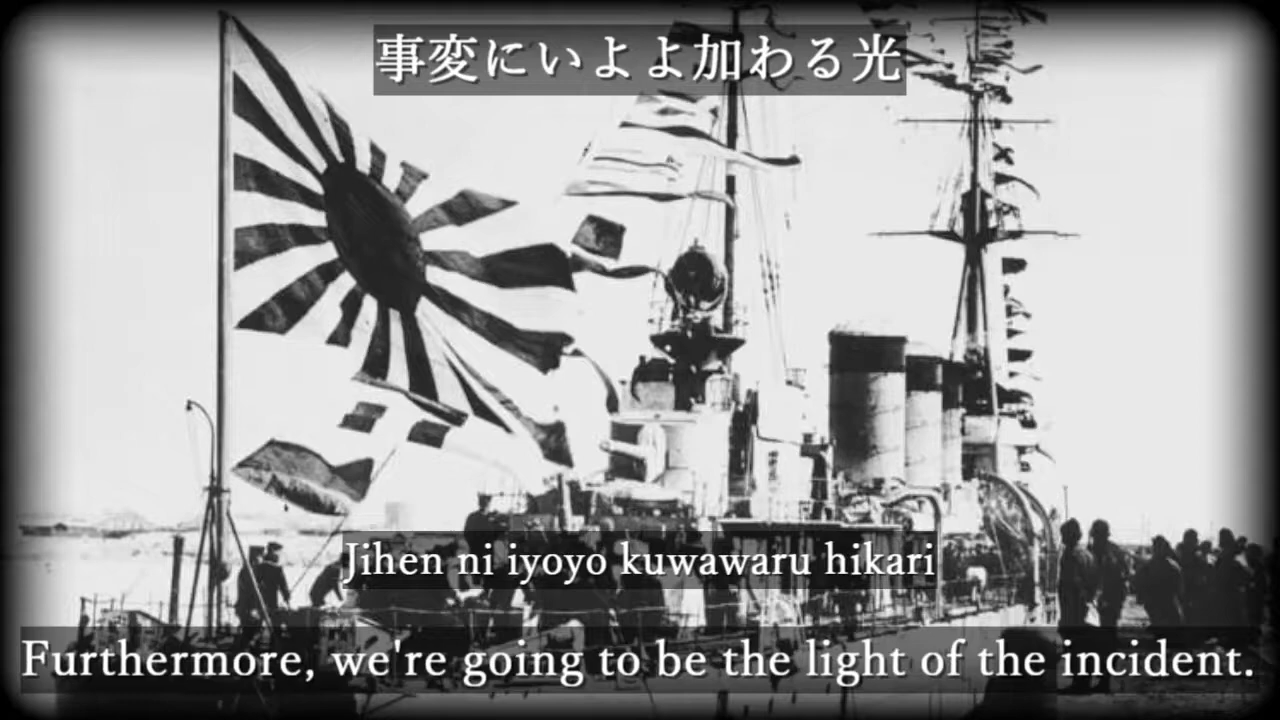 事変にいよよ加わる光
Jihen ni iyoyo kuwawaru hikari
Furthermore, we're going to be the light of the incident.